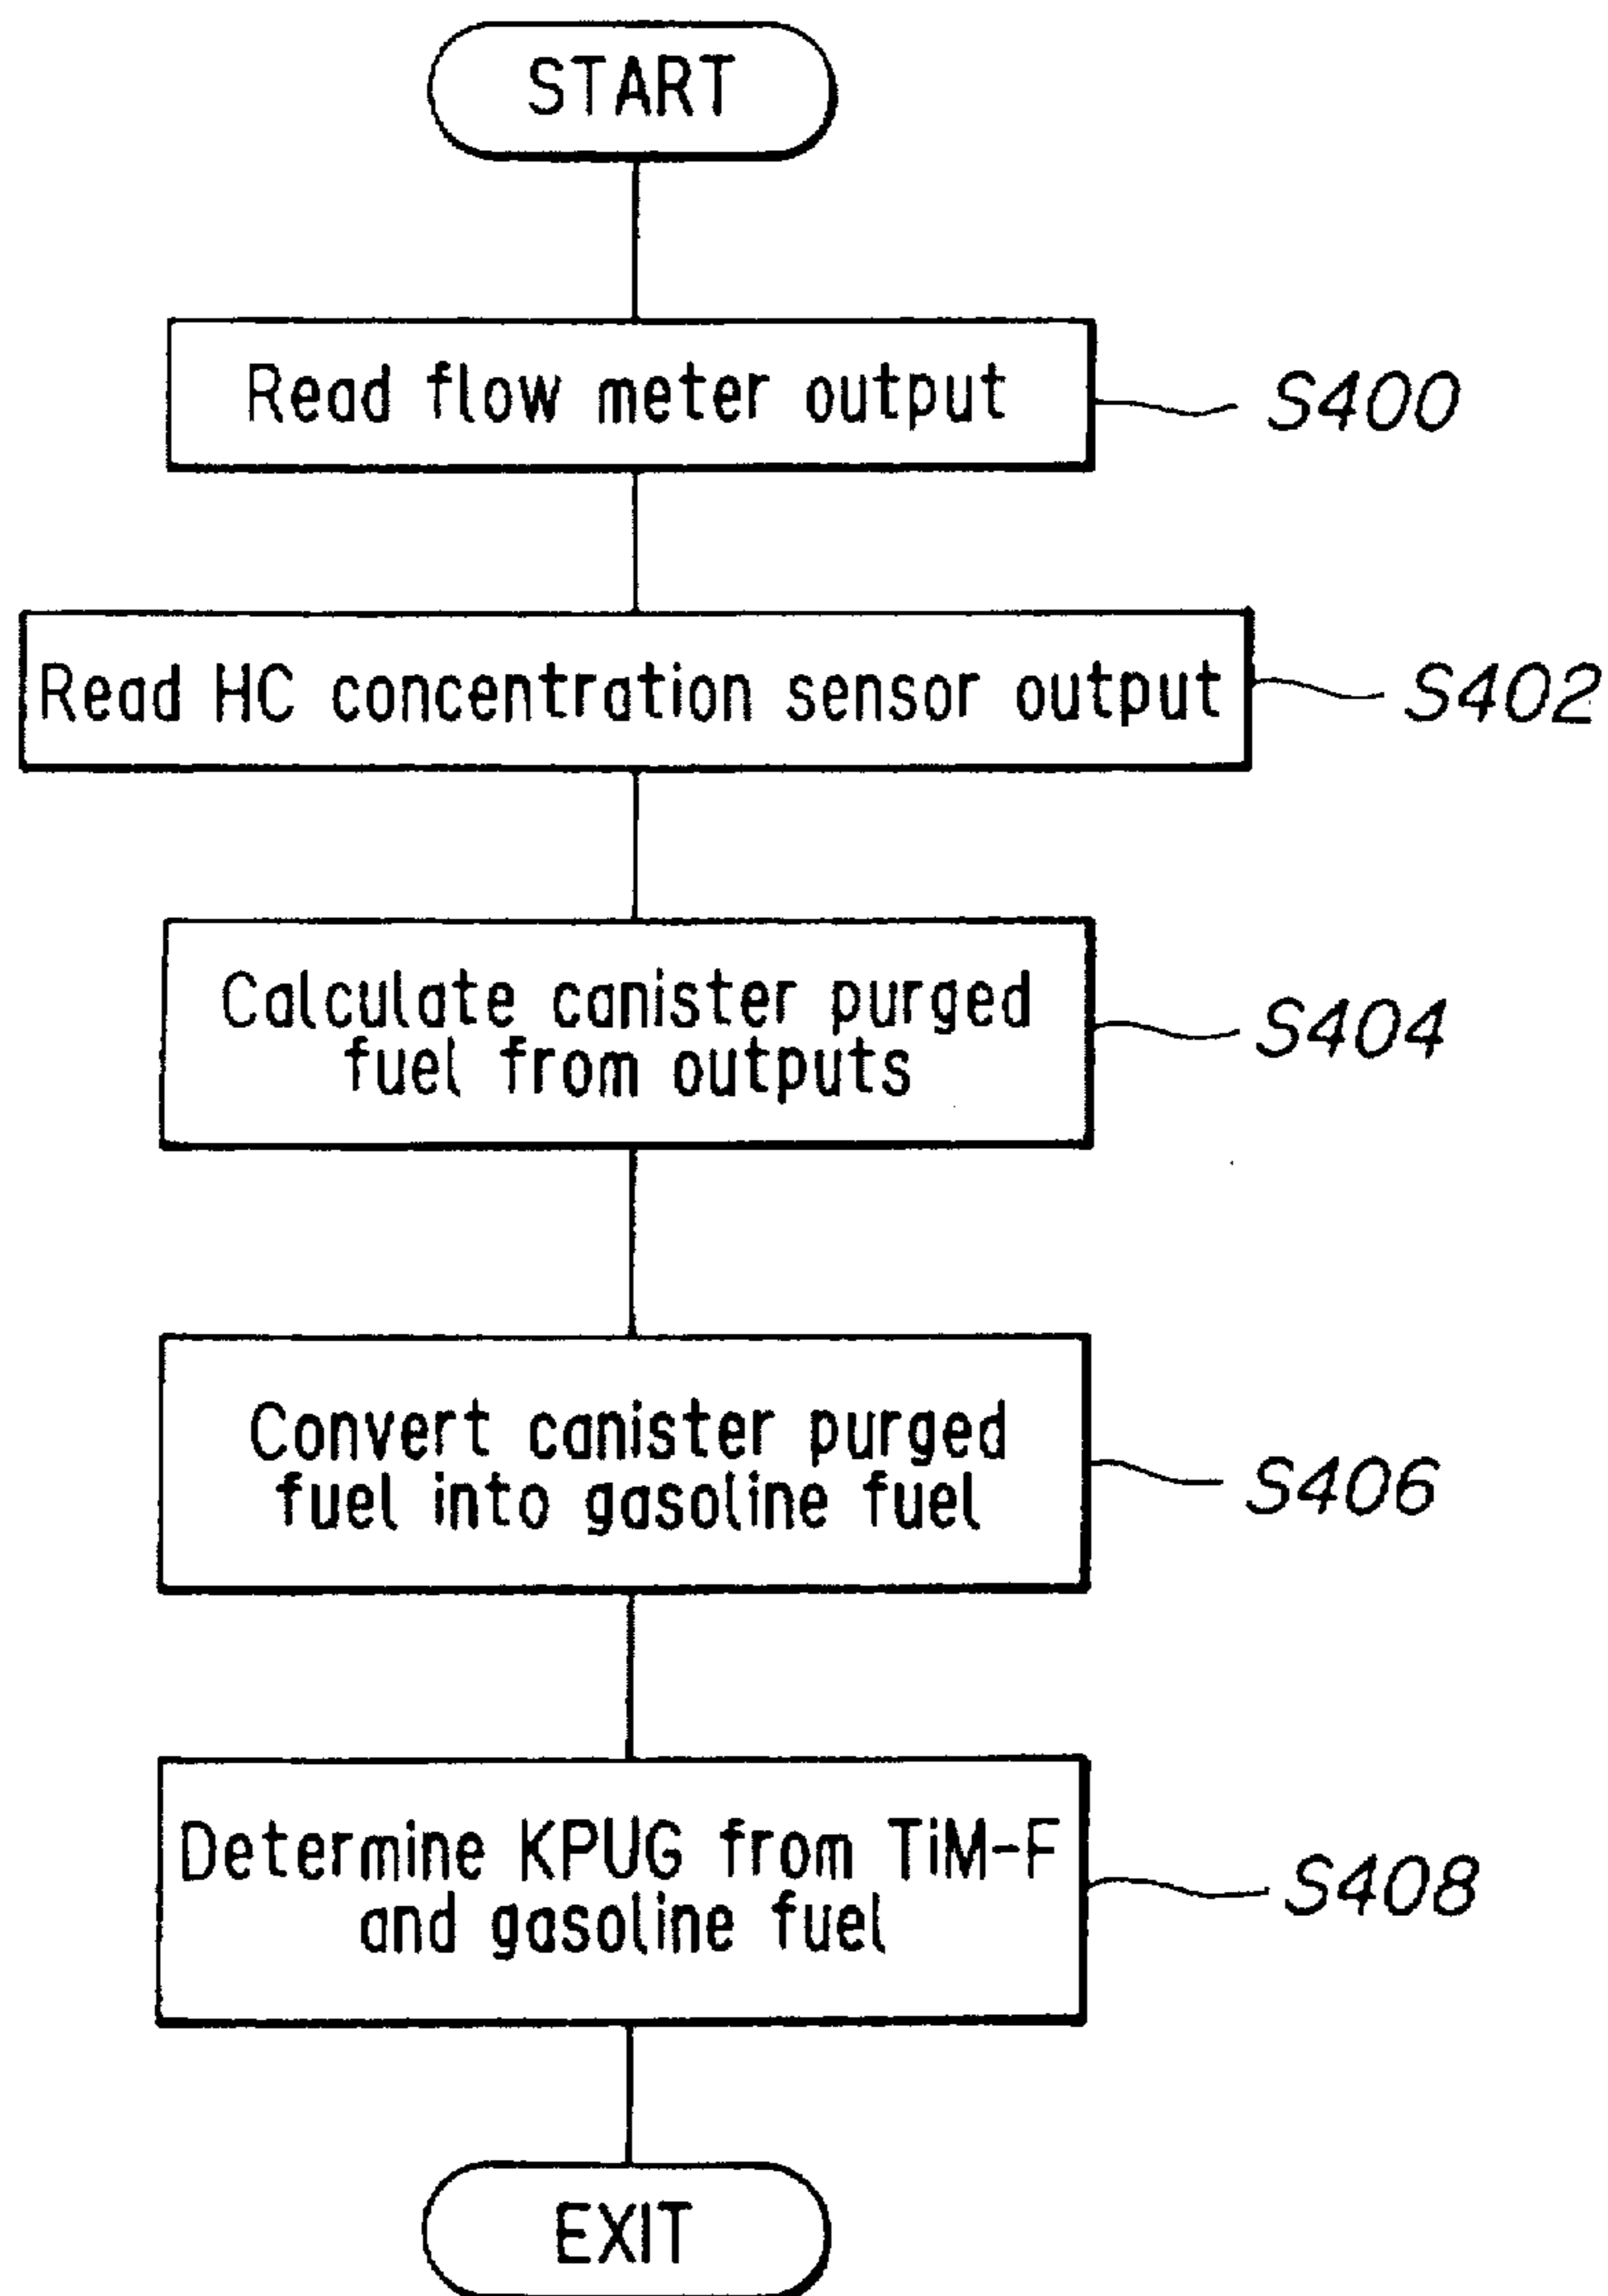 START
Read flow meter output
S400
Read HC concentration sensor output
S402
Calculate canister purged
fuel from outputs
S404
Convert canister purged
fuel into gasoline fuel
S406
Determine KPUG from TiM-F
and gasoline fuel
S408
EXIT